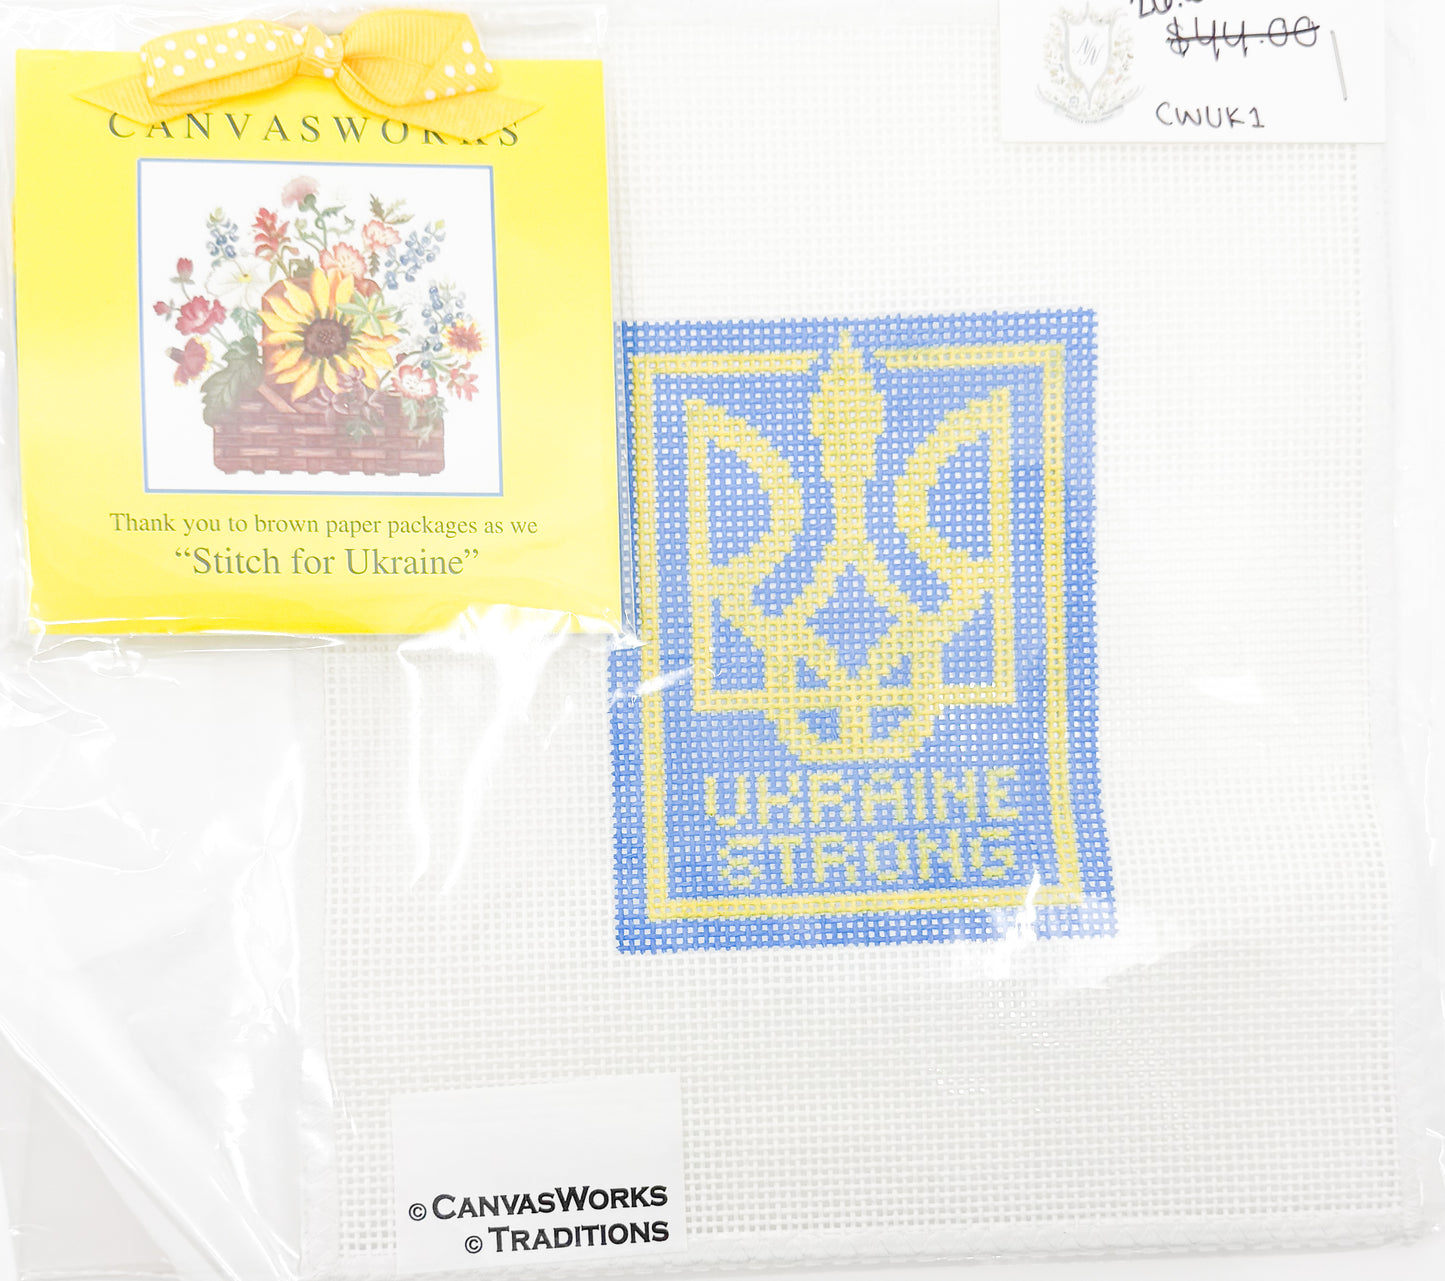 $44.00
CWUK1
CANVASWORKS
Thank you to brown paper packages as we
“Stitch for Ukraine”
UKRAINE
STRONG
© CANVASWORKS
© TRADITIONS